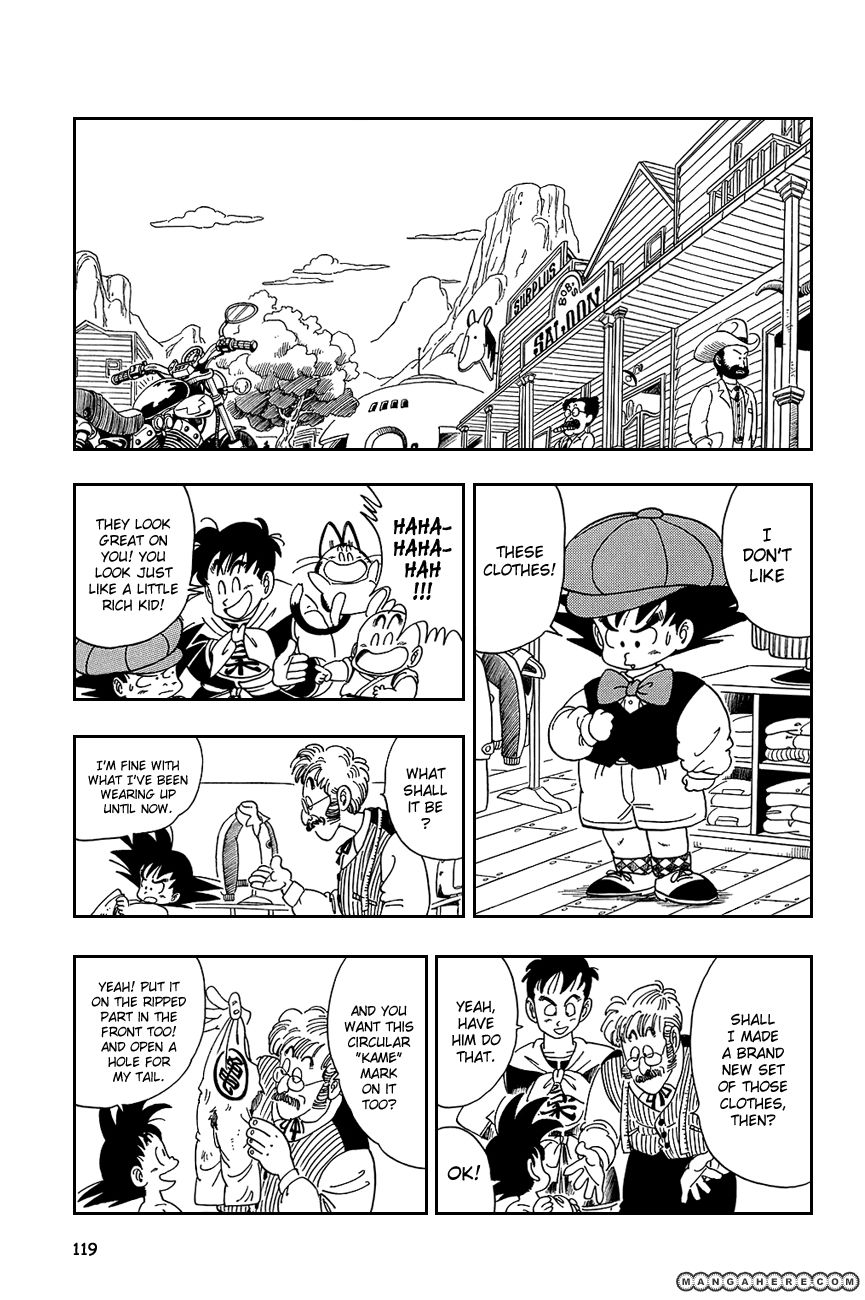 SURPLUS
BOB'S
SALOON
I
DON'T
LIKE
THESE
CLOTHES!
HAHA-
HAHA-
HAH
!!!
THEY LOOK
GREAT ON
YOU! YOU
LOOK JUST
LIKE A LITTLE
RICH KID!
WHAT
SHALL
IT BE
?
I'M FINE WITH
WHAT I'VE BEEN
WEARING UP
UNTIL NOW.
SHALL
I MADE
A BRAND
NEW SET
OF THOSE
CLOTHES,
THEN?
YEAH,
HAVE
HIM DO
THAT.
OK!
AND YOU
WANT THIS
CIRCULAR
"KAME"
MARK
ON IT
TOO?
YEAH! PUT IT
ON THE RIPPED
PART IN THE
FRONT TOO!
AND OPEN A
HOLE FOR
MY TAIL.
119
MANGAHERE.COM